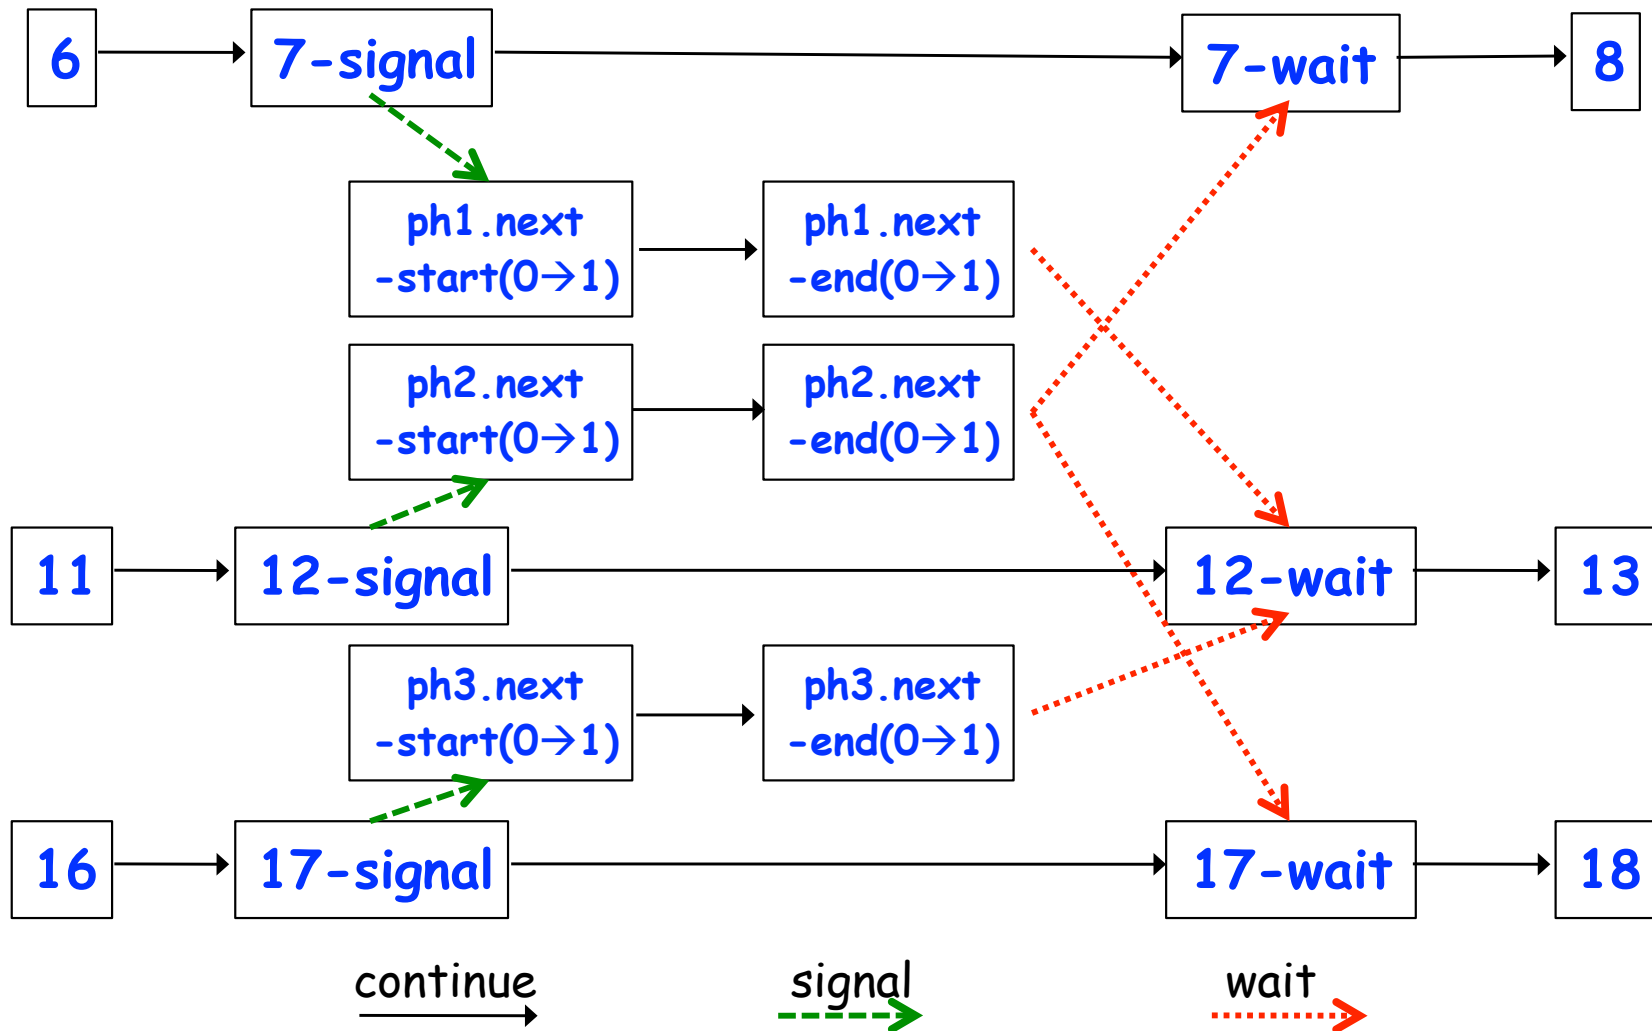 6
7-signal
7-wait
8
ph1.next
-start(0→1)
ph1.next
-end(0→1)
ph2.next
-start(0→1)
ph2.next
-end(0→1)
11
12-signal
12-wait
13
ph3.next
-start(0→1)
ph3.next
-end(0→1)
16
17-signal
17-wait
18
continue
signal
wait